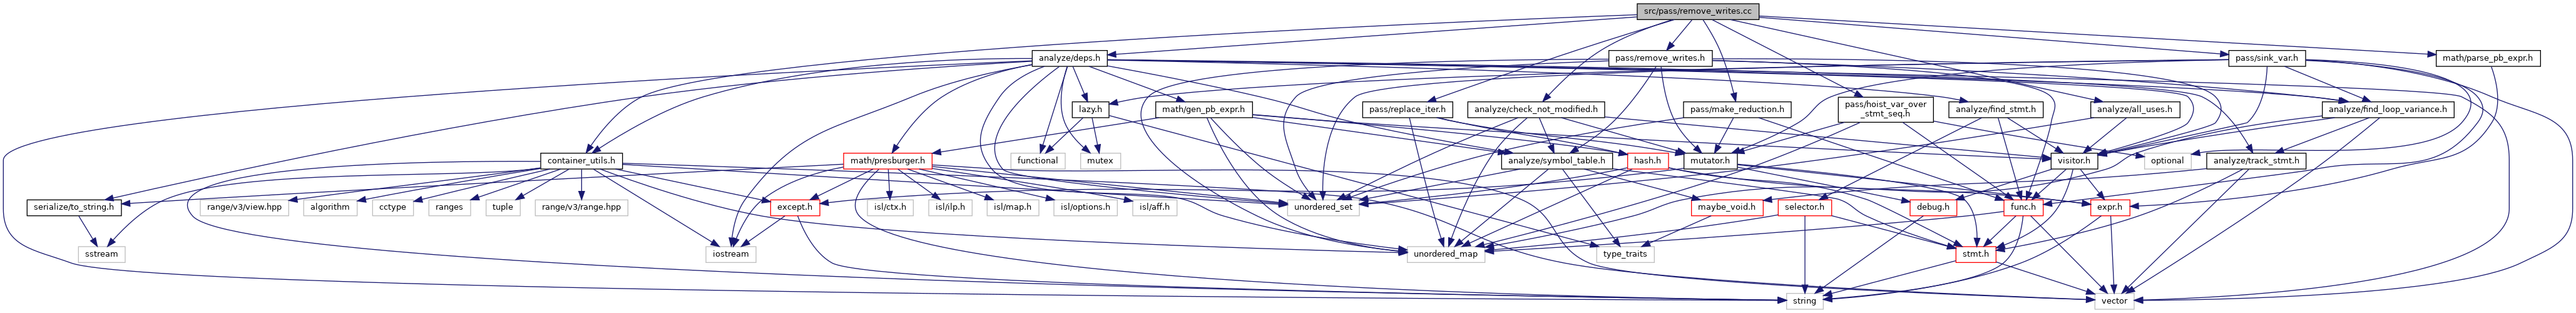 src/pass/remove_writes.cc
analyze/deps.h
pass/remove_writes.h
pass/sink_var.h
math/parse_pb_expr.h
lazy.h
math/gen_pb_expr.h
pass/replace_iter.h
analyze/check_not_modified.h
pass/make_reduction.h
pass/hoist_var_over
_stmt_seq.h
analyze/find_stmt.h
analyze/all_uses.h
analyze/find_loop_variance.h
container_utils.h
math/presburger.h
functional
mutex
analyze/symbol_table.h
hash.h
mutator.h
visitor.h
optional
analyze/track_stmt.h
serialize/to_string.h
range/v3/view.hpp
algorithm
cctype
ranges
tuple
range/v3/range.hpp
except.h
isl/ctx.h
isl/ilp.h
isl/map.h
isl/options.h
isl/aff.h
unordered_set
maybe_void.h
selector.h
debug.h
func.h
expr.h
sstream
iostream
unordered_map
type_traits
stmt.h
string
vector